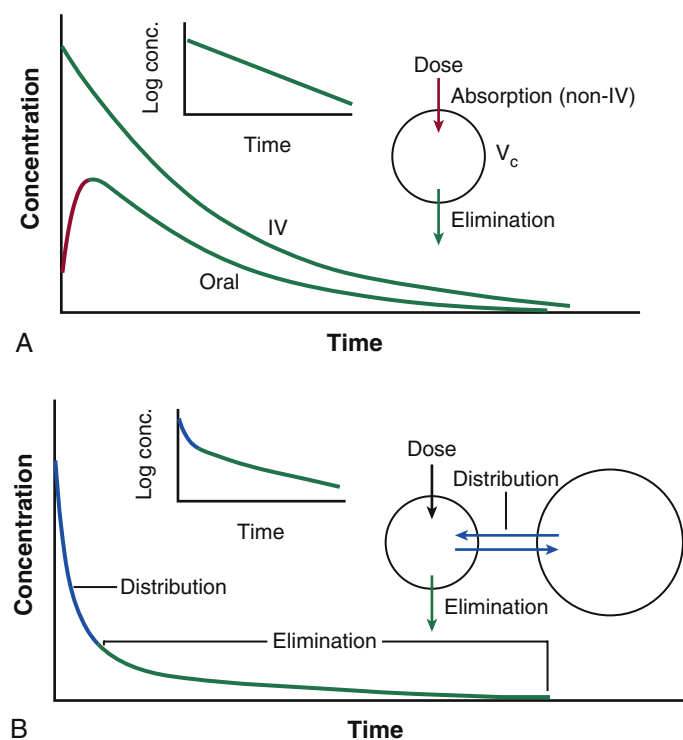 Concentration
Log conc.
Time
Dose
Absorption (non-IV)
V_c
Elimination
IV
Oral
A
Time
Concentration
Log conc.
Time
Dose
Distribution
Distribution
Elimination
Elimination
B
Time